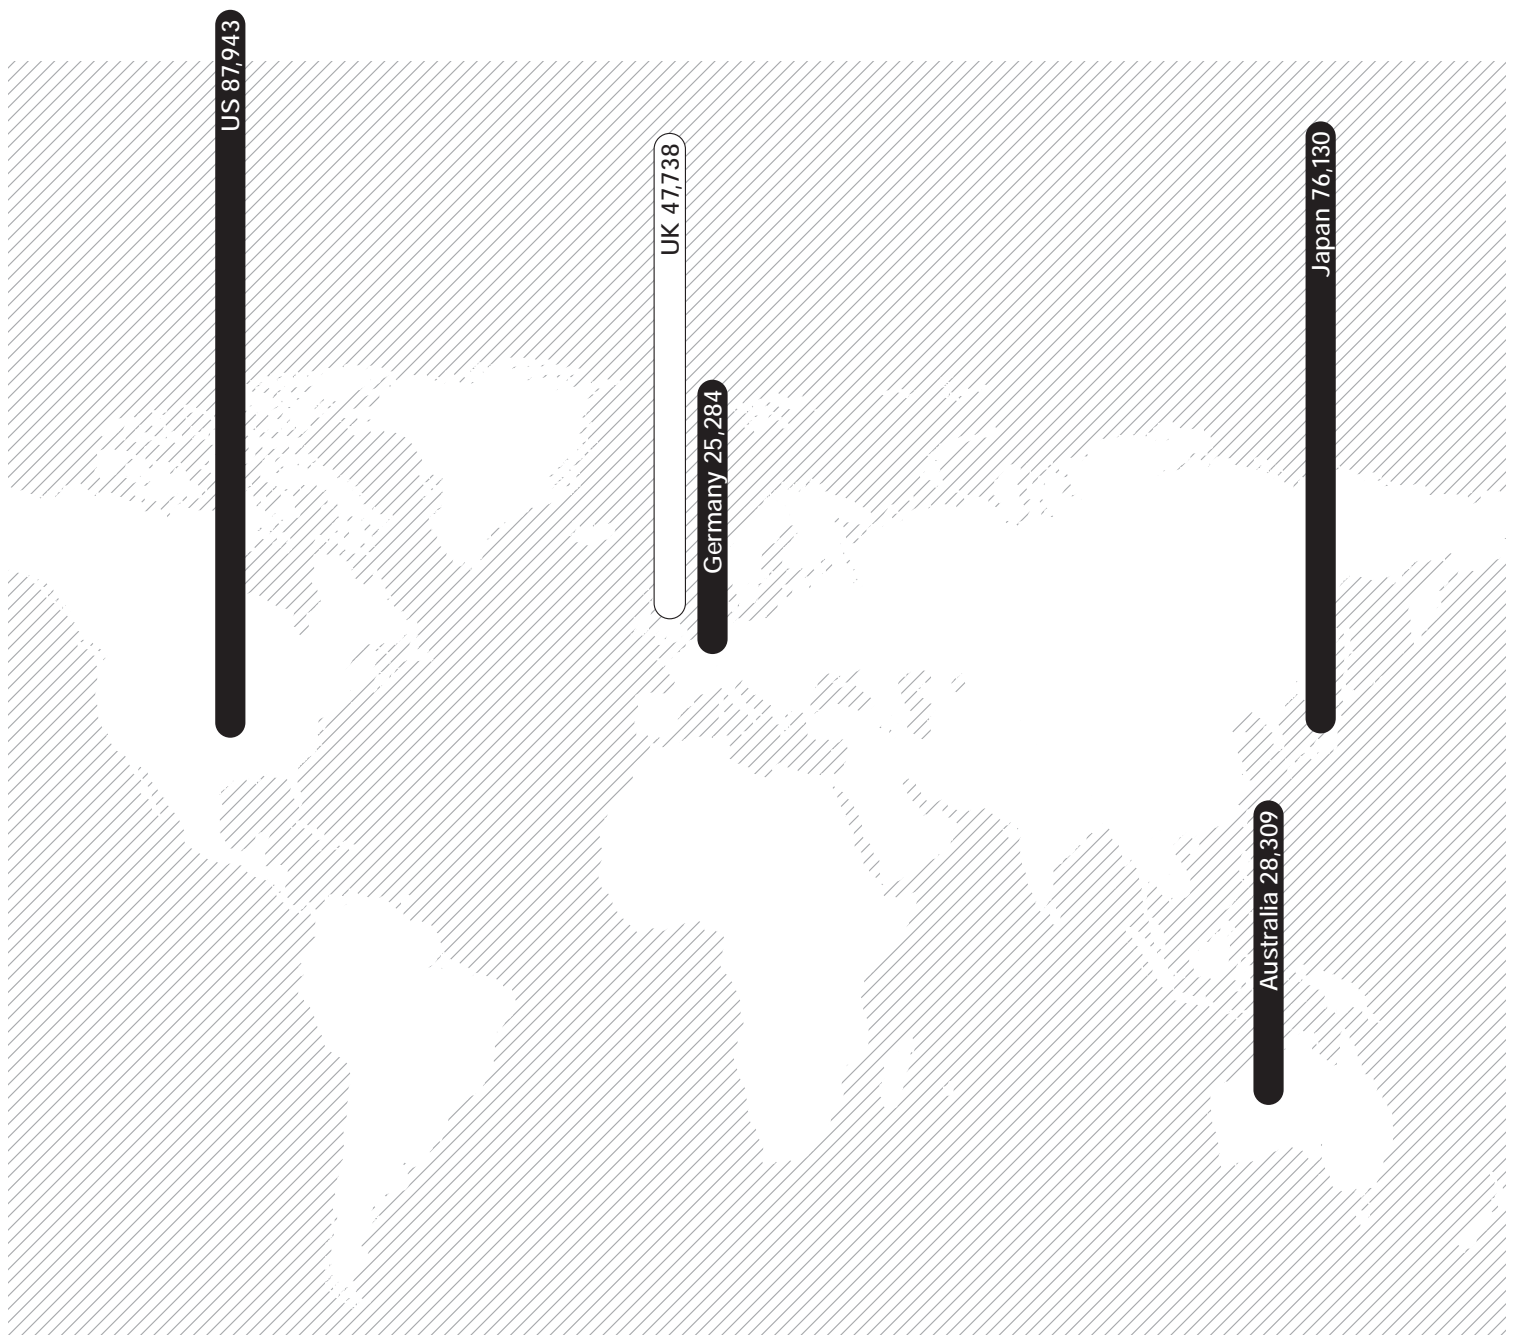 US 87,943
UK 47,738
Germany 25,284
Japan 76,130
Australia 28,309